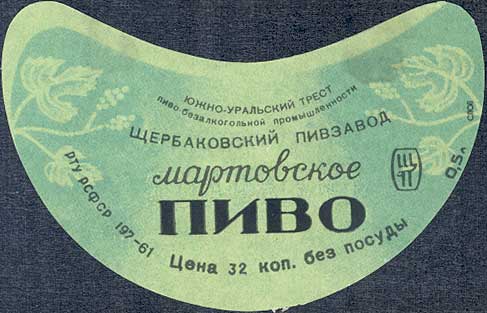 ЮЖНО-УРАЛЬСКИЙ ТРЕСТ
пиво-безалкогольной промышленности
ЩЕРБАКОВСКИЙ ПИВЗАВОД
мартовское
ПИВО
Цена 32 коп. без посуды
рту рсфср 197-61
ЩП
0,5 л